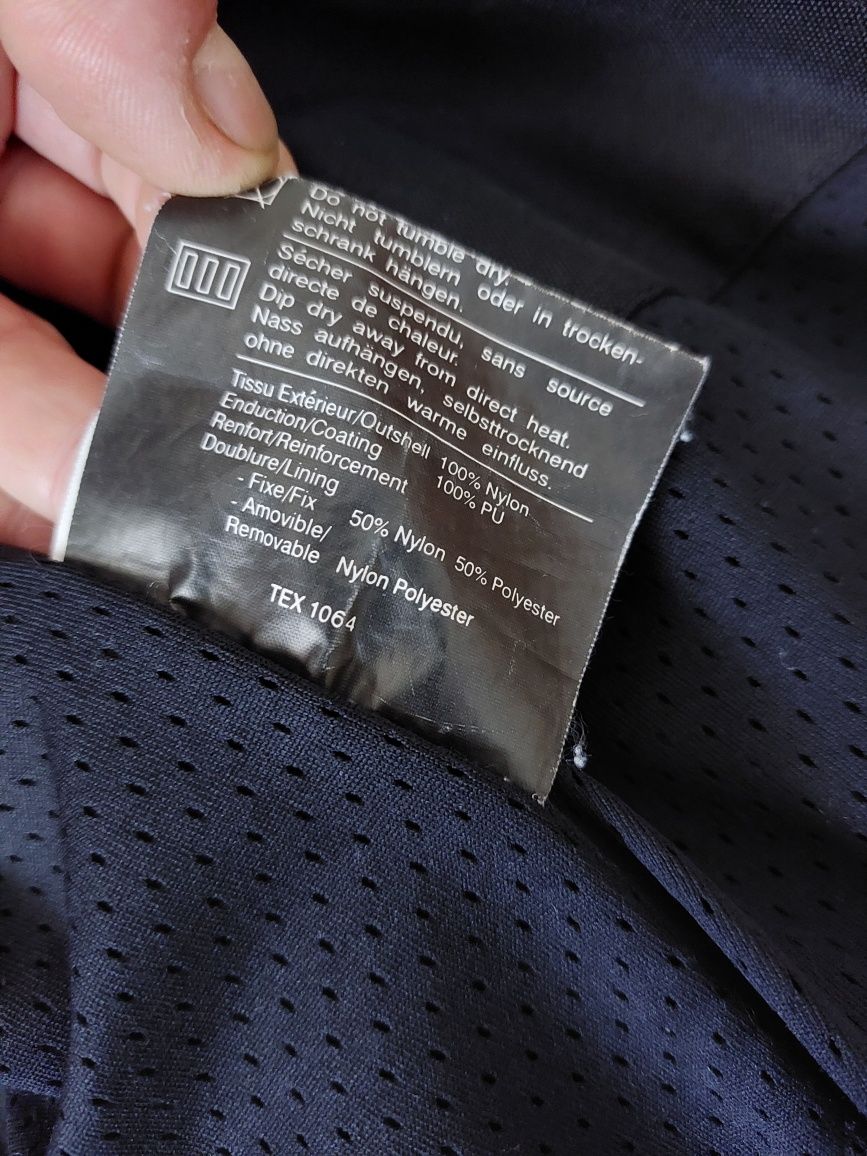 Do not tumble dry.
Nicht tumblern oder in trocken-
schrank hängen.
Sécher suspendu, sans source
directe de chaleur.
Dip dry away from direct heat.
Nass aufhängen, selbsttrocknend
ohne direkten warme einfluss.
Tissu Extérieur/Outshell 100% Nylon
Enduction/Coating 100% PU
Renfort/Reinforcement
Doublure/Lining
- Fixe/Fix 50% Nylon 50% Polyester
- Amovible/
Removable Nylon Polyester
TEX 1064